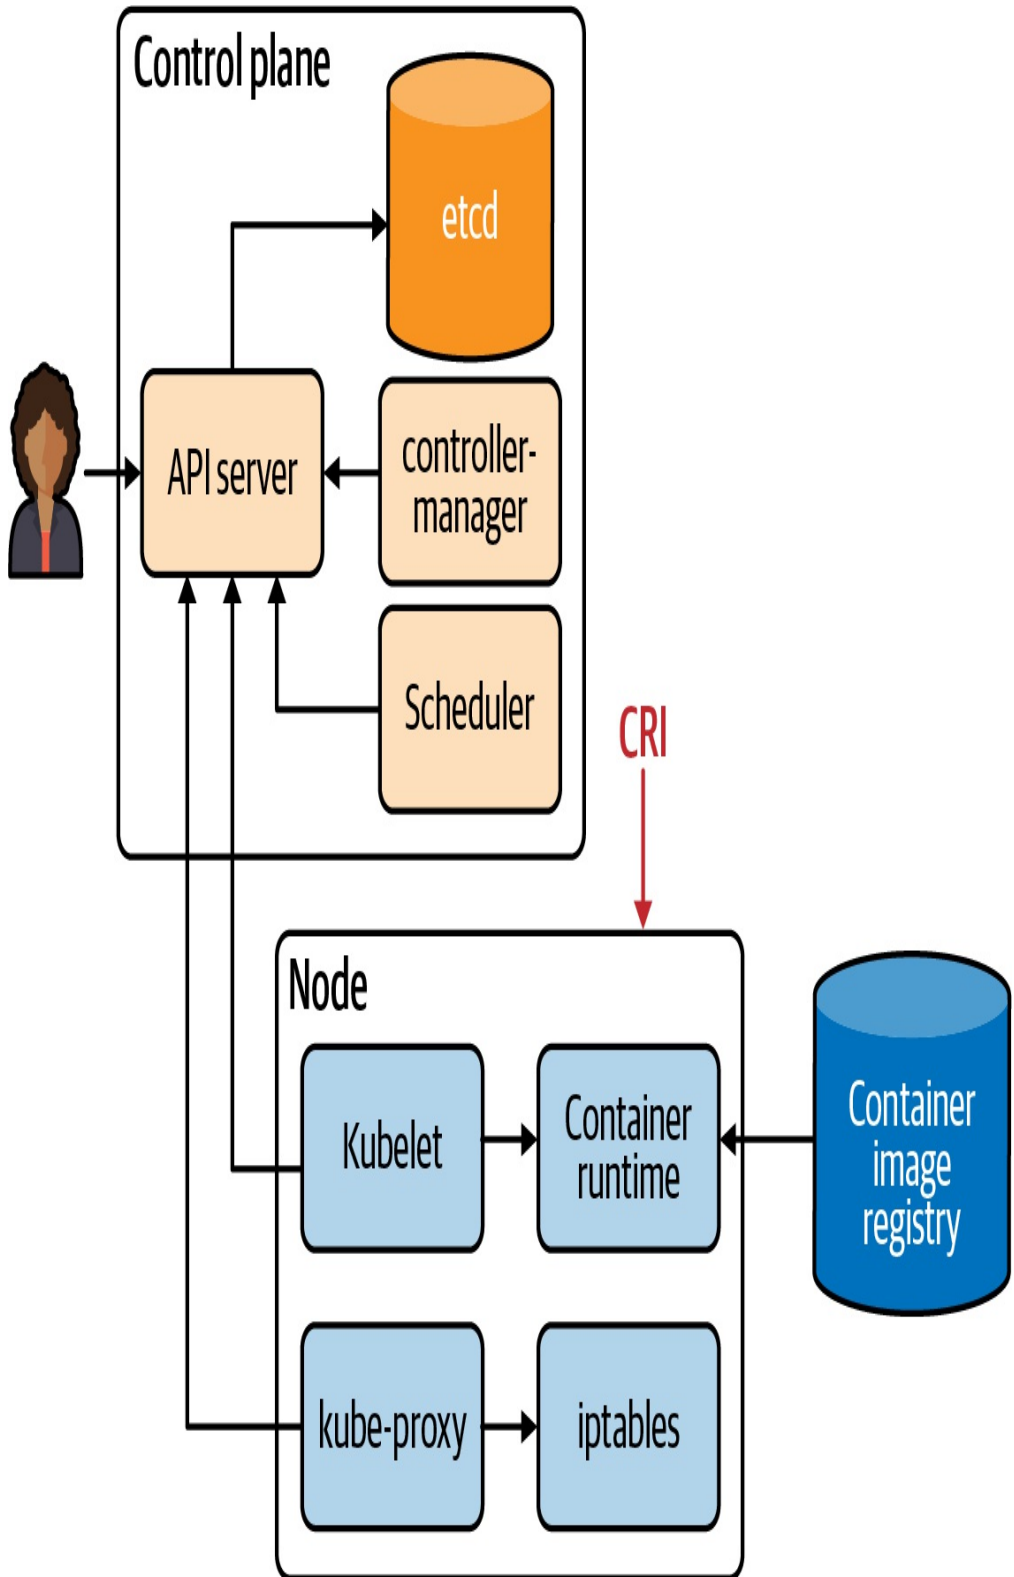 Control plane
etcd
API server
controller-
manager
Scheduler
CRI
Node
Kubelet
Container
runtime
Container
image
registry
kube-proxy
iptables